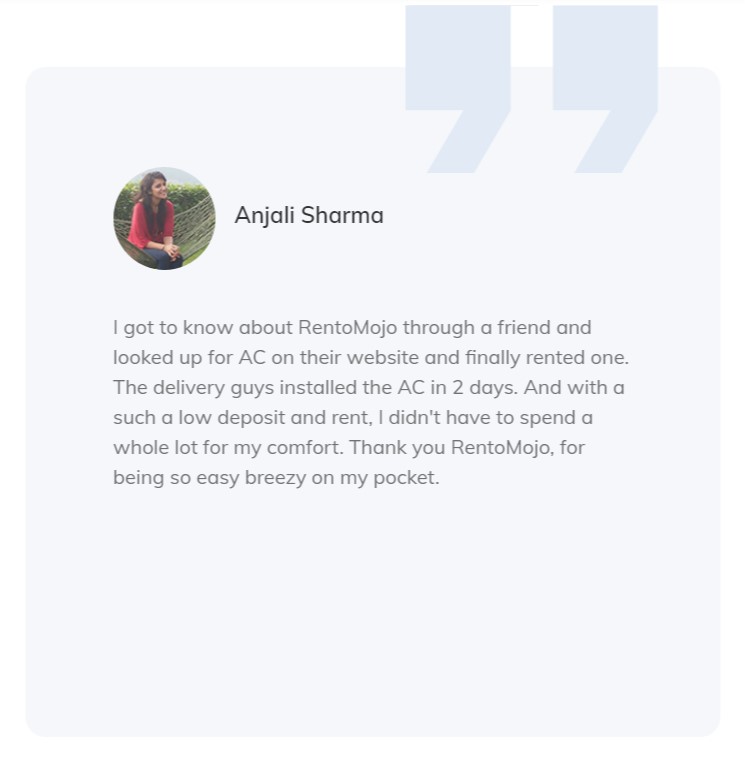 Anjali Sharma
I got to know about RentoMojo through a friend and
looked up for AC on their website and finally rented one.
The delivery guys installed the AC in 2 days. And with a
such a low deposit and rent, I didn't have to spend a
whole lot for my comfort. Thank you RentoMojo, for
being so easy breezy on my pocket.